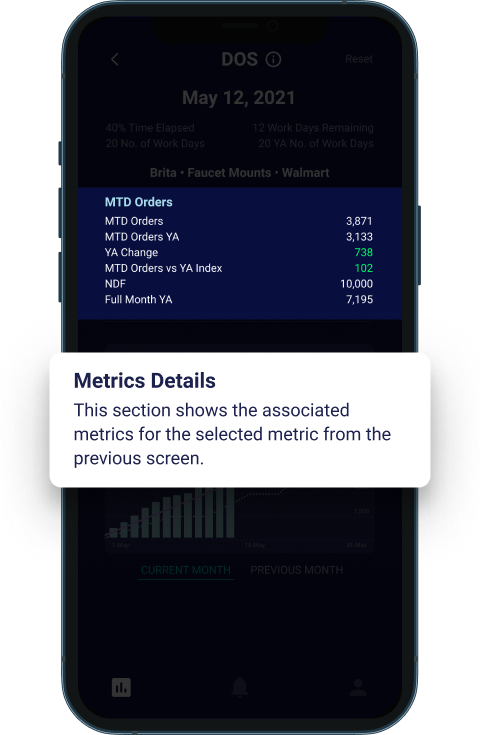 DOS
Reset
May 12, 2021
40% Time Elapsed 12 Work Days Remaining
20 No. of Work Days 20 YA No. of Work Days
Brita • Faucet Mounts • Walmart
MTD Orders
MTD Orders 3,871
MTD Orders YA 3,133
YA Change 738
MTD Orders vs YA Index 102
NDF 10,000
Full Month YA 7,195
Metrics Details
This section shows the associated
metrics for the selected metric from the
previous screen.
31-May
CURRENT MONTH PREVIOUS MONTH